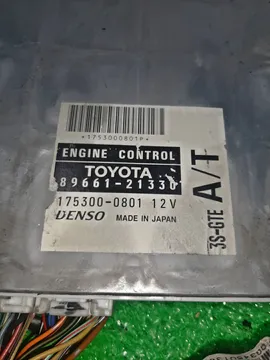 *1753000801P*
ENGINE CONTROL
TOYOTA
89661-21330
175300-0801 12V
DENSO MADE IN JAPAN
A/T
3S-GTE